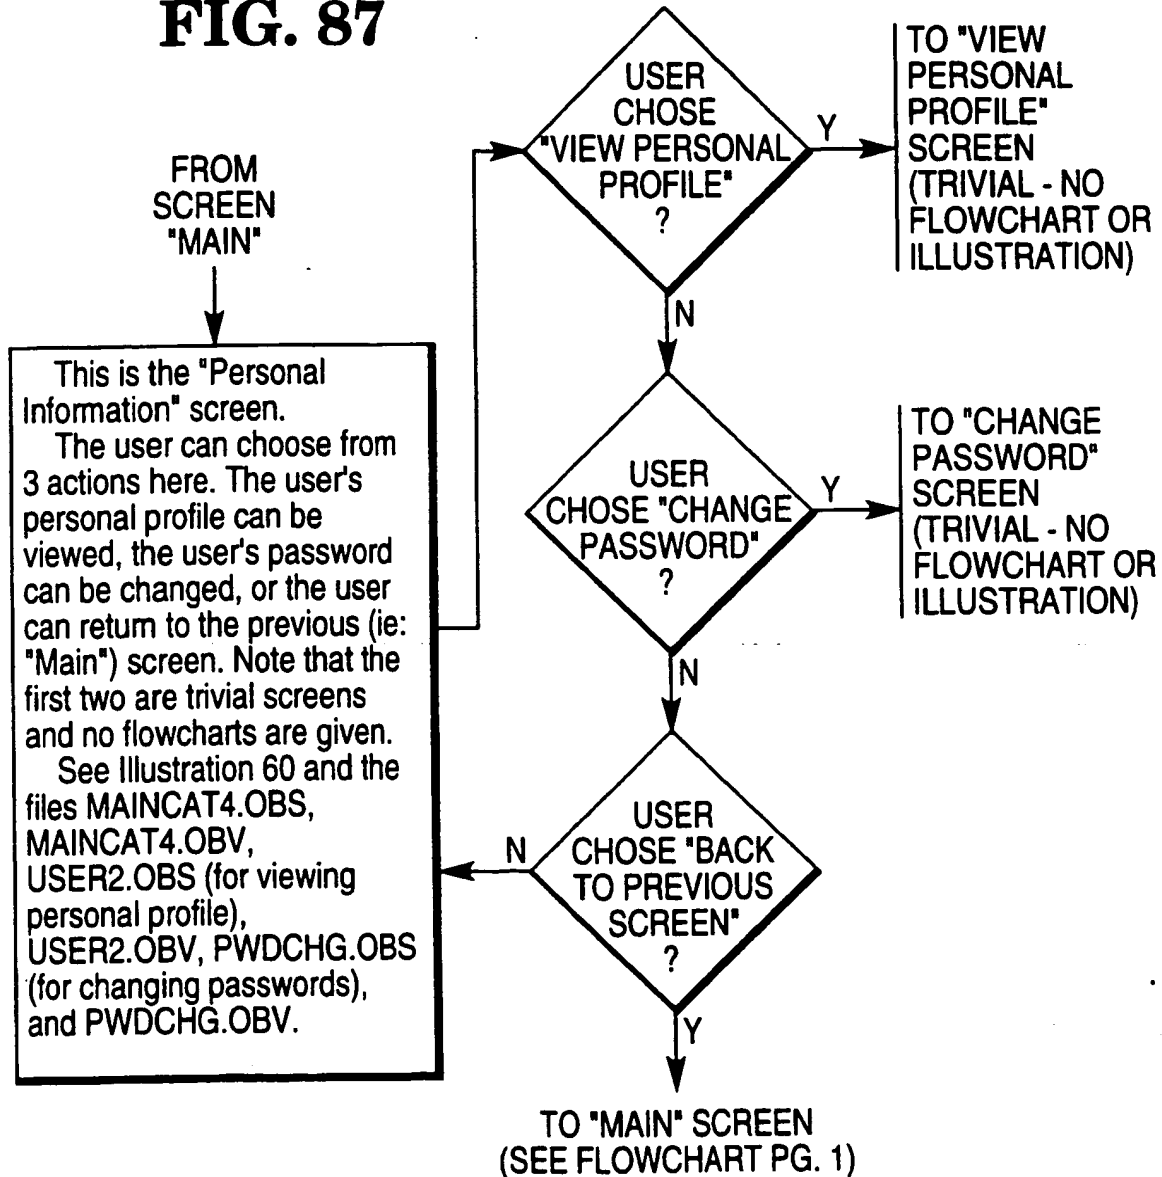 FIG. 87
FROM
SCREEN
"MAIN"
This is the "Personal
Information" screen.
The user can choose from
3 actions here. The user's
personal profile can be
viewed, the user's password
can be changed, or the user
can return to the previous (ie:
"Main") screen. Note that the
first two are trivial screens
and no flowcharts are given.
See Illustration 60 and the
files MAINCAT4.OBS,
MAINCAT4.OBV,
USER2.OBS (for viewing
personal profile),
USER2.OBV, PWDCHG.OBS
(for changing passwords),
and PWDCHG.OBV.
USER
CHOSE
"VIEW PERSONAL
PROFILE"
?
Y
TO "VIEW
PERSONAL
PROFILE"
SCREEN
(TRIVIAL - NO
FLOWCHART OR
ILLUSTRATION)
N
USER
CHOSE "CHANGE
PASSWORD"
?
Y
TO "CHANGE
PASSWORD"
SCREEN
(TRIVIAL - NO
FLOWCHART OR
ILLUSTRATION)
N
USER
CHOSE "BACK
TO PREVIOUS
SCREEN"
?
N
Y
TO "MAIN" SCREEN
(SEE FLOWCHART PG. 1)